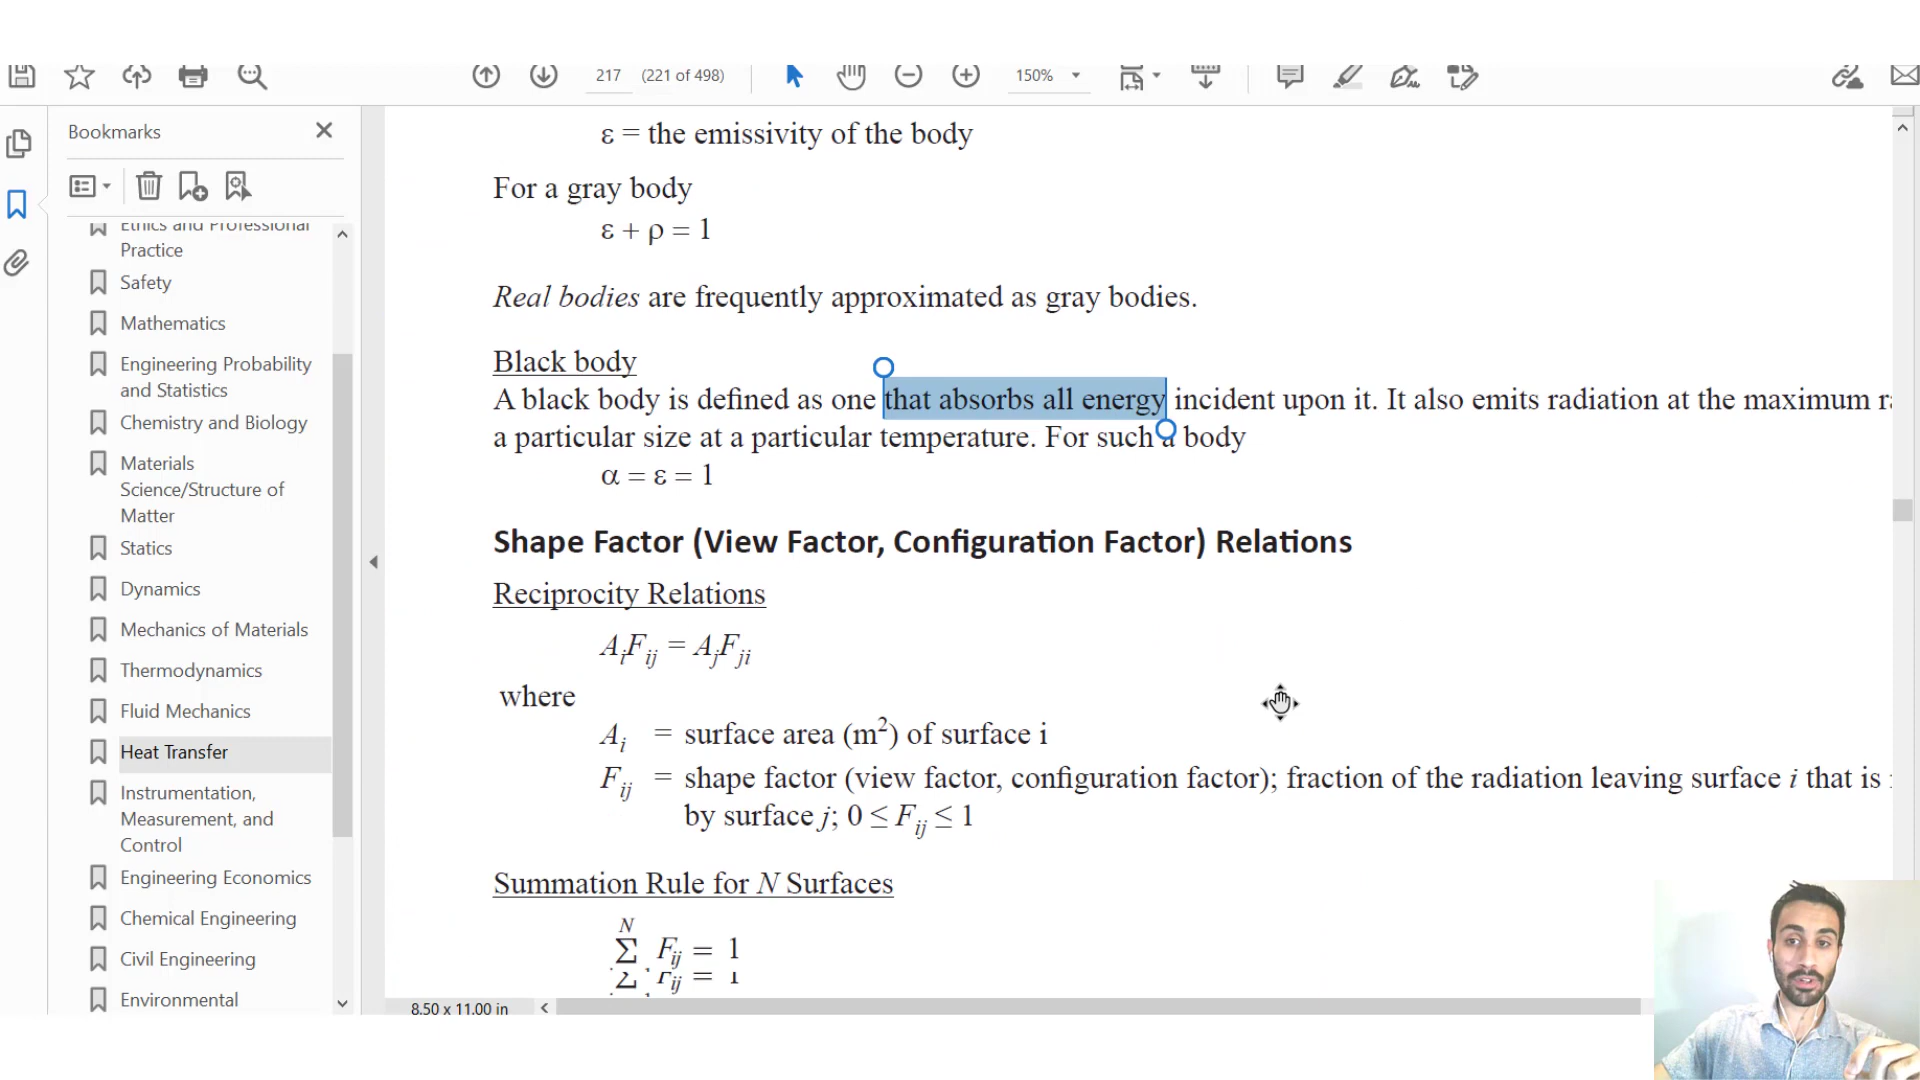 217 (221 of 498)
150%
Bookmarks
Ethics and Professional
Practice
Safety
Mathematics
Engineering Probability
and Statistics
Chemistry and Biology
Materials
Science/Structure of
Matter
Statics
Dynamics
Mechanics of Materials
Thermodynamics
Fluid Mechanics
Heat Transfer
Instrumentation,
Measurement, and
Control
Engineering Economics
Chemical Engineering
Civil Engineering
Environmental
ε = the emissivity of the body
For a gray body
ε + ρ = 1
Real bodies are frequently approximated as gray bodies.
Black body
A black body is defined as one that absorbs all energy incident upon it. It also emits radiation at the maximum
a particular size at a particular temperature. For such a body
α = ε = 1
Shape Factor (View Factor, Configuration Factor) Relations
Reciprocity Relations
AᵢFᵢⱼ = AⱼFⱼᵢ
where
Aᵢ = surface area (m²) of surface i
Fᵢⱼ = shape factor (view factor, configuration factor); fraction of the radiation leaving surface i that is
by surface j; 0 ≤ Fᵢⱼ ≤ 1
Summation Rule for N Surfaces
N
Σ Fᵢⱼ = 1
8.50 x 11.00 in